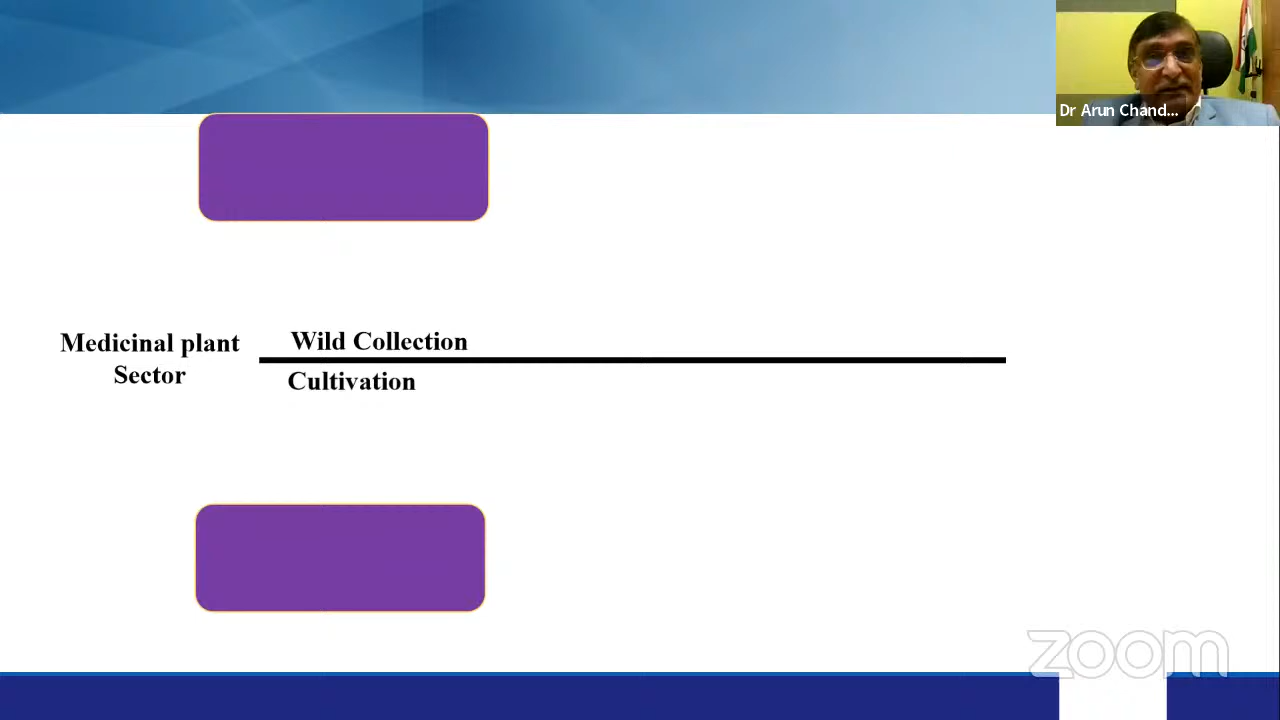 Dr Arun Chand...
Wild Collection
Medicinal plant
Sector
Cultivation
zoom